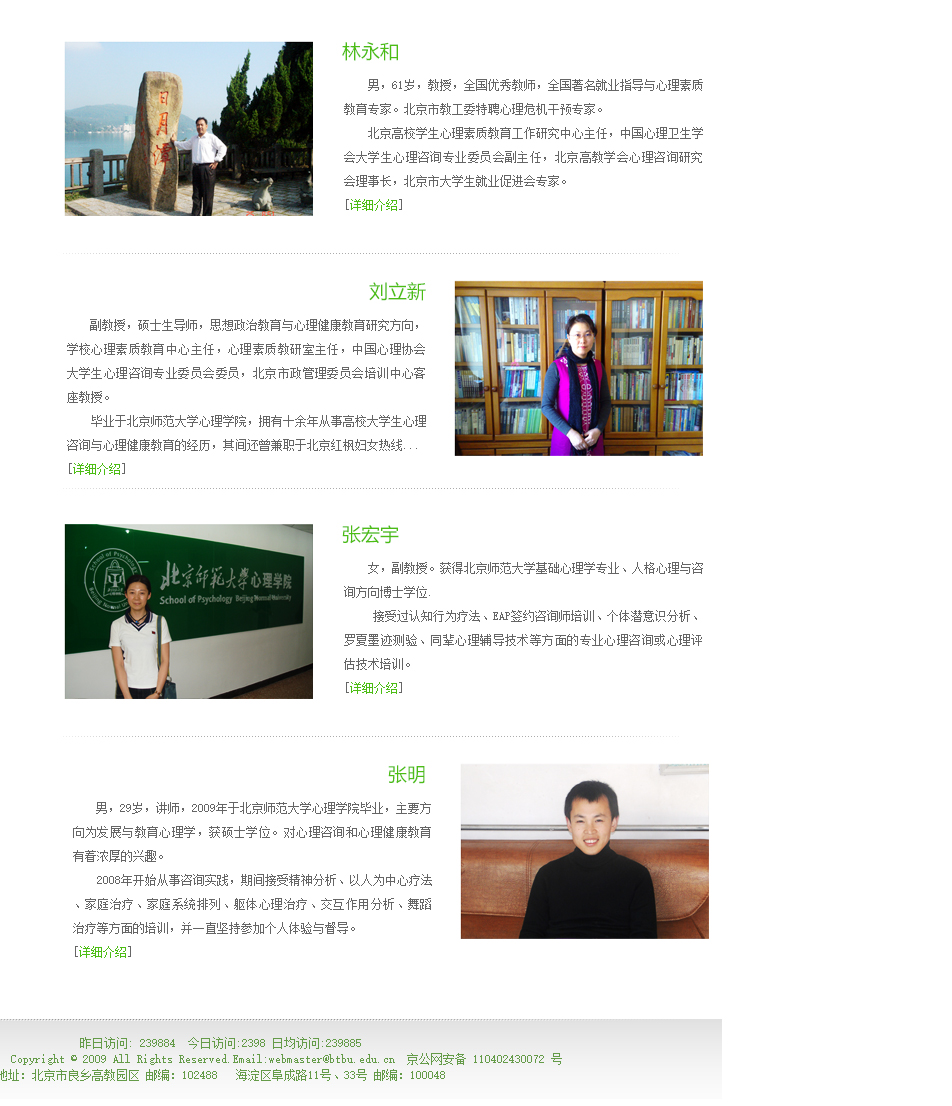 日月潭
林永和
男，61岁，教授，全国优秀教师，全国著名就业指导与心理素质
教育专家。北京市教工委特聘心理危机干预专家。
北京高校学生心理素质教育工作研究中心主任，中国心理卫生学
会大学生心理咨询专业委员会副主任，北京高教学会心理咨询研究
会理事长，北京市大学生就业促进会专家。
[详细介绍]
刘立新
副教授，硕士生导师，思想政治教育与心理健康教育研究方向，
学校心理素质教育中心主任，心理素质教研室主任，中国心理协会
大学生心理咨询专业委员会委员，北京市政管理委员会培训中心客
座教授。
毕业于北京师范大学心理学院，拥有十余年从事高校大学生心理
咨询与心理健康教育的经历，其间还曾兼职于北京红枫妇女热线...
[详细介绍]
School of Psychology
北京师范大学心理学院
School of Psychology Beijing Normal University
张宏宇
女，副教授。获得北京师范大学基础心理学专业、人格心理与咨
询方向博士学位.
接受过认知行为疗法、EAP签约咨询师培训、个体潜意识分析、
罗夏墨迹测验、同辈心理辅导技术等方面的专业心理咨询或心理评
估技术培训。
[详细介绍]
张明
男，29岁，讲师，2009年于北京师范大学心理学院毕业，主要方
向为发展与教育心理学，获硕士学位。对心理咨询和心理健康教育
有着浓厚的兴趣。
2008年开始从事咨询实践，期间接受精神分析、以人为中心疗法
、家庭治疗、家庭系统排列、躯体心理治疗、交互作用分析、舞蹈
治疗等方面的培训，并一直坚持参加个人体验与督导。
[详细介绍]
昨日访问: 239884 今日访问:2398 日均访问:239885
Copyright © 2009 All Rights Reserved.Email:webmaster@btbu.edu.cn 京公网安备 110402430072 号
地址: 北京市良乡高教园区 邮编: 102488 海淀区阜成路11号、33号 邮编: 100048